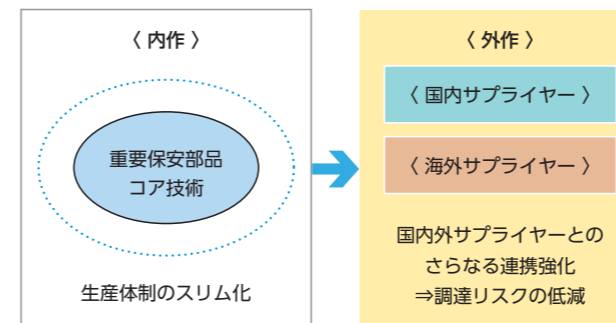 〈 内作 〉
重要保安部品
コア技術
生産体制のスリム化
〈 外作 〉
〈 国内サプライヤー 〉
〈 海外サプライヤー 〉
国内外サプライヤーとの
さらなる連携強化
⇒調達リスクの低減